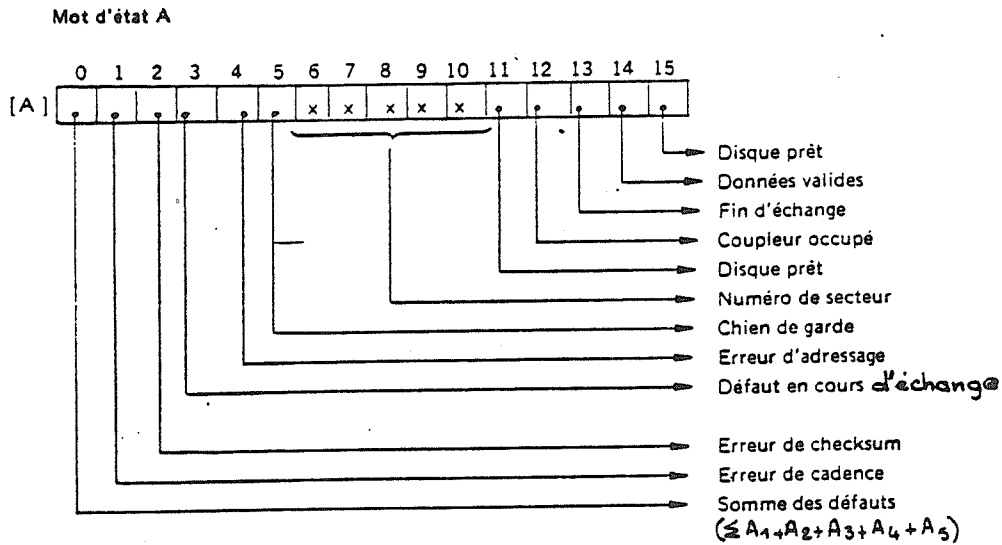 Mot d'état A
0 1 2 3 4 5 6 7 8 9 10 11 12 13 14 15
[A] x x x x x
Disque prêt
Données valides
Fin d'échange
Coupleur occupé
Disque prêt
Numéro de secteur
Chien de garde
Erreur d'adressage
Défaut en cours d'échange
Erreur de checksum
Erreur de cadence
Somme des défauts
(≤ A1+A2+A3+A4+A5)